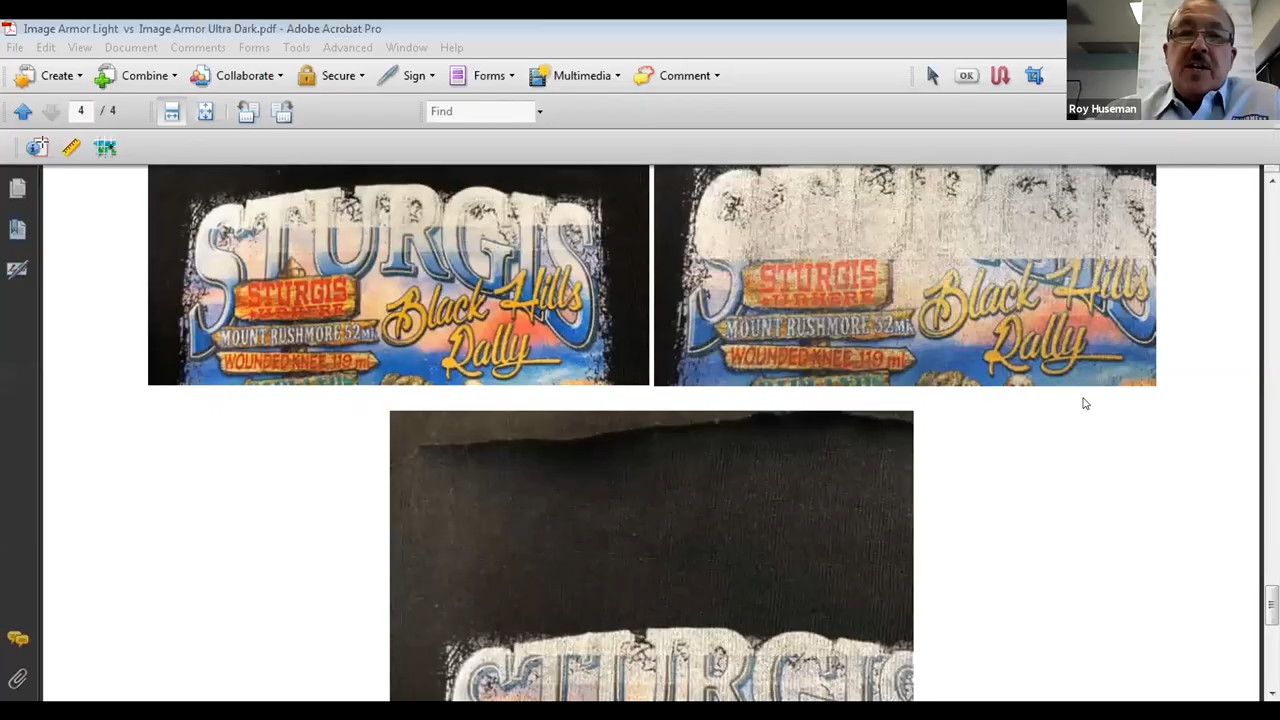 Image Armor Light vs Image Armor Ultra Dark.pdf - Adobe Acrobat Pro
File Edit View Document Comments Forms Tools Advanced Window Help
Create Combine Collaborate Secure Sign Forms Multimedia Comment OK
4 / 4 Find
Roy Huseman
STURGIS
STURGIS
MOUNT RUSHMORE 52 mi
WOUNDED KNEE 119 mi
Black Hills
Rally
STURGIS
STURGIS
MOUNT RUSHMORE 52 mi
WOUNDED KNEE 119 mi
Black Hills
Rally
STURGIS